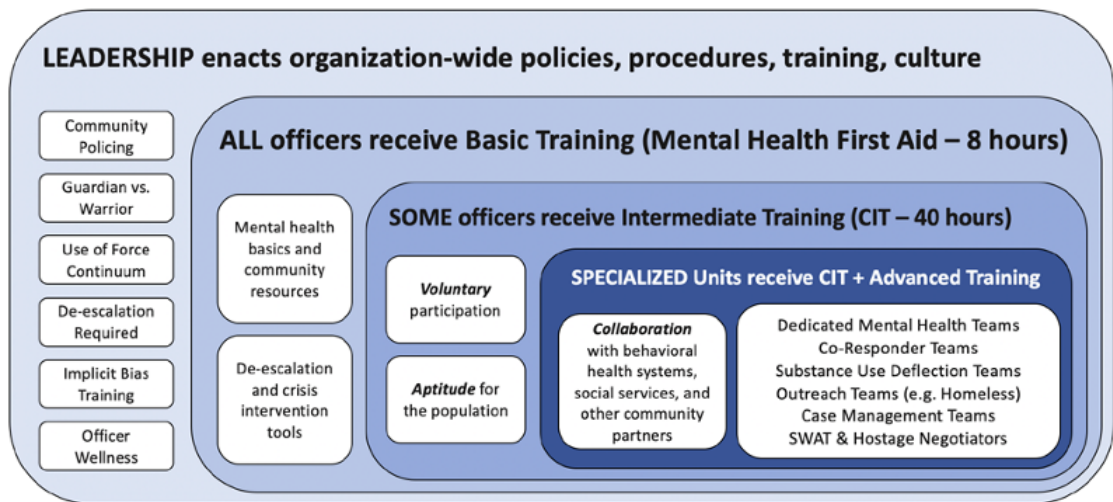 LEADERSHIP enacts organization-wide policies, procedures, training, culture
Community
Policing
Guardian vs.
Warrior
Use of Force
Continuum
De-escalation
Required
Implicit Bias
Training
Officer
Wellness
ALL officers receive Basic Training (Mental Health First Aid – 8 hours)
Mental health
basics and
community
resources
De-escalation
and crisis
intervention
tools
SOME officers receive Intermediate Training (CIT – 40 hours)
Voluntary
participation
Aptitude for
the population
SPECIALIZED Units receive CIT + Advanced Training
Collaboration
with behavioral
health systems,
social services, and
other community
partners
Dedicated Mental Health Teams
Co-Responder Teams
Substance Use Deflection Teams
Outreach Teams (e.g. Homeless)
Case Management Teams
SWAT & Hostage Negotiators